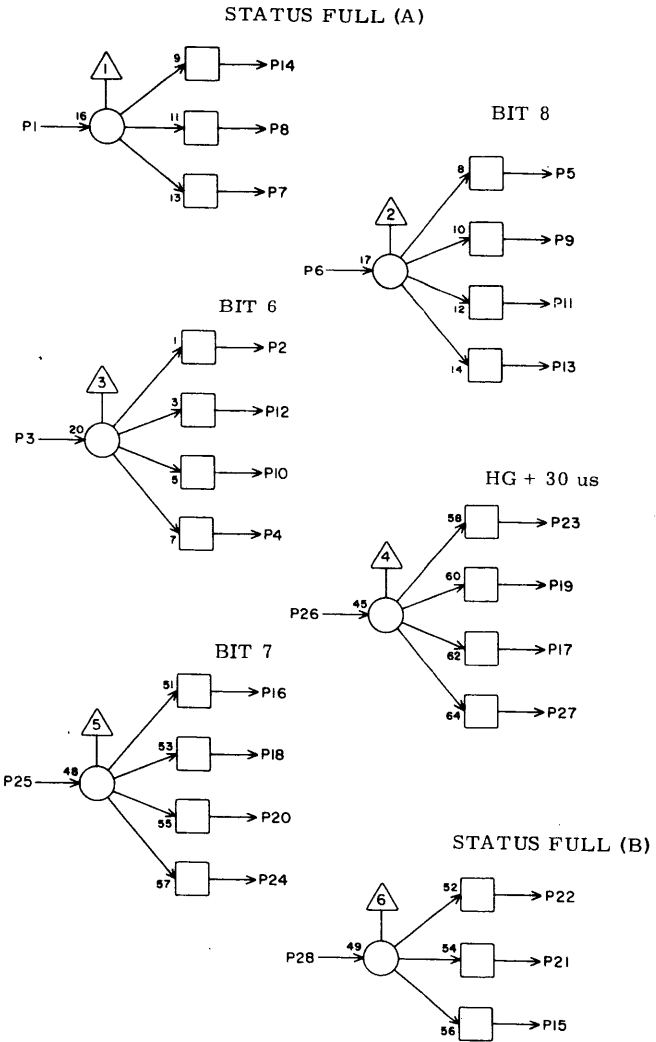 STATUS FULL (A)
1
9 P14
P1 16 11 P8
13 P7
BIT 8
2
8 P5
10 P9
P6 17
12 P11
14 P13
BIT 6
3
1 P2
3 P12
P3 20
5 P10
7 P4
HG + 30 us
4
58 P23
60 P19
P26 45
62 P17
64 P27
BIT 7
5
51 P16
53 P18
P25 48
55 P20
57 P24
STATUS FULL (B)
6
52 P22
P28 49 54 P21
56 P15